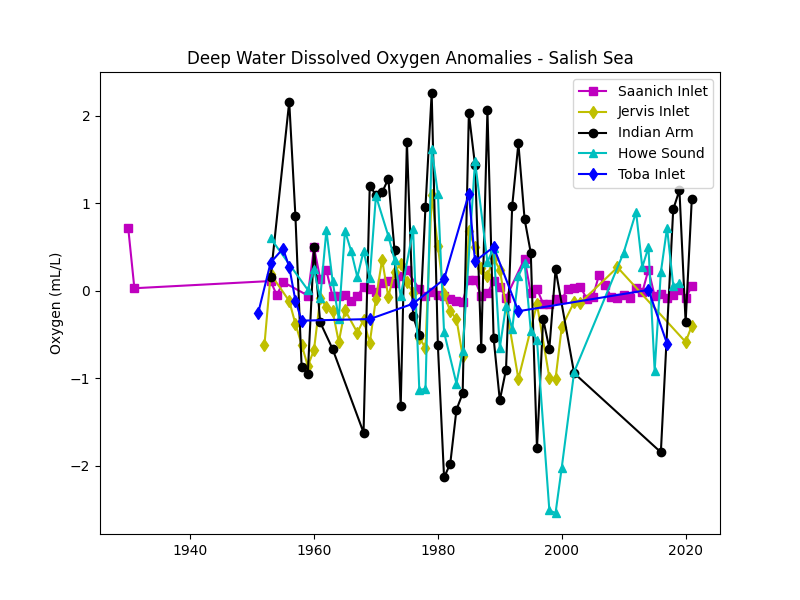 Deep Water Dissolved Oxygen Anomalies - Salish Sea
Saanich Inlet
Jervis Inlet
Indian Arm
Howe Sound
Toba Inlet
Oxygen (mL/L)
2
1
0
−1
−2
1940
1960
1980
2000
2020